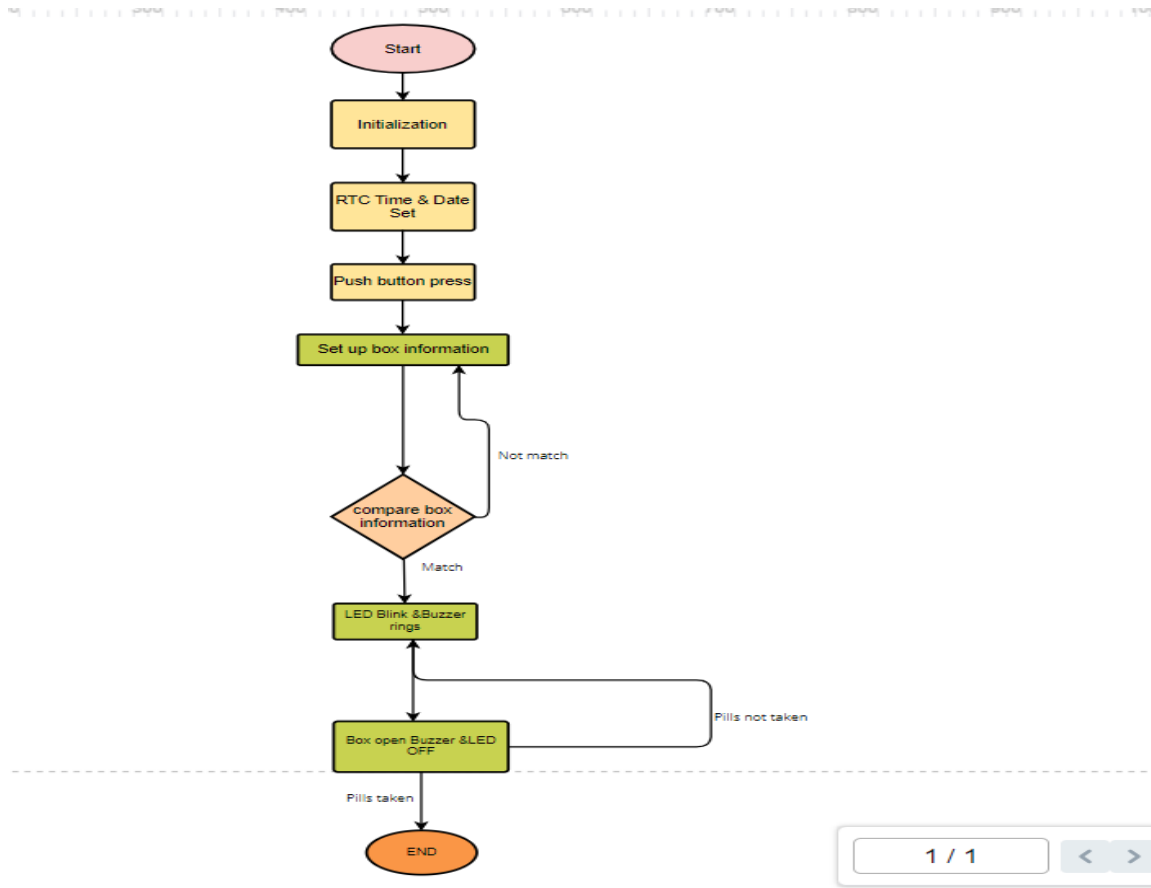 Start
Initialization
RTC Time & Date
Set
Push button press
Set up box information
Not match
compare box
information
Match
LED Blink &Buzzer
rings
Pills not taken
Box open Buzzer &LED
OFF
Pills taken
END
1 / 1